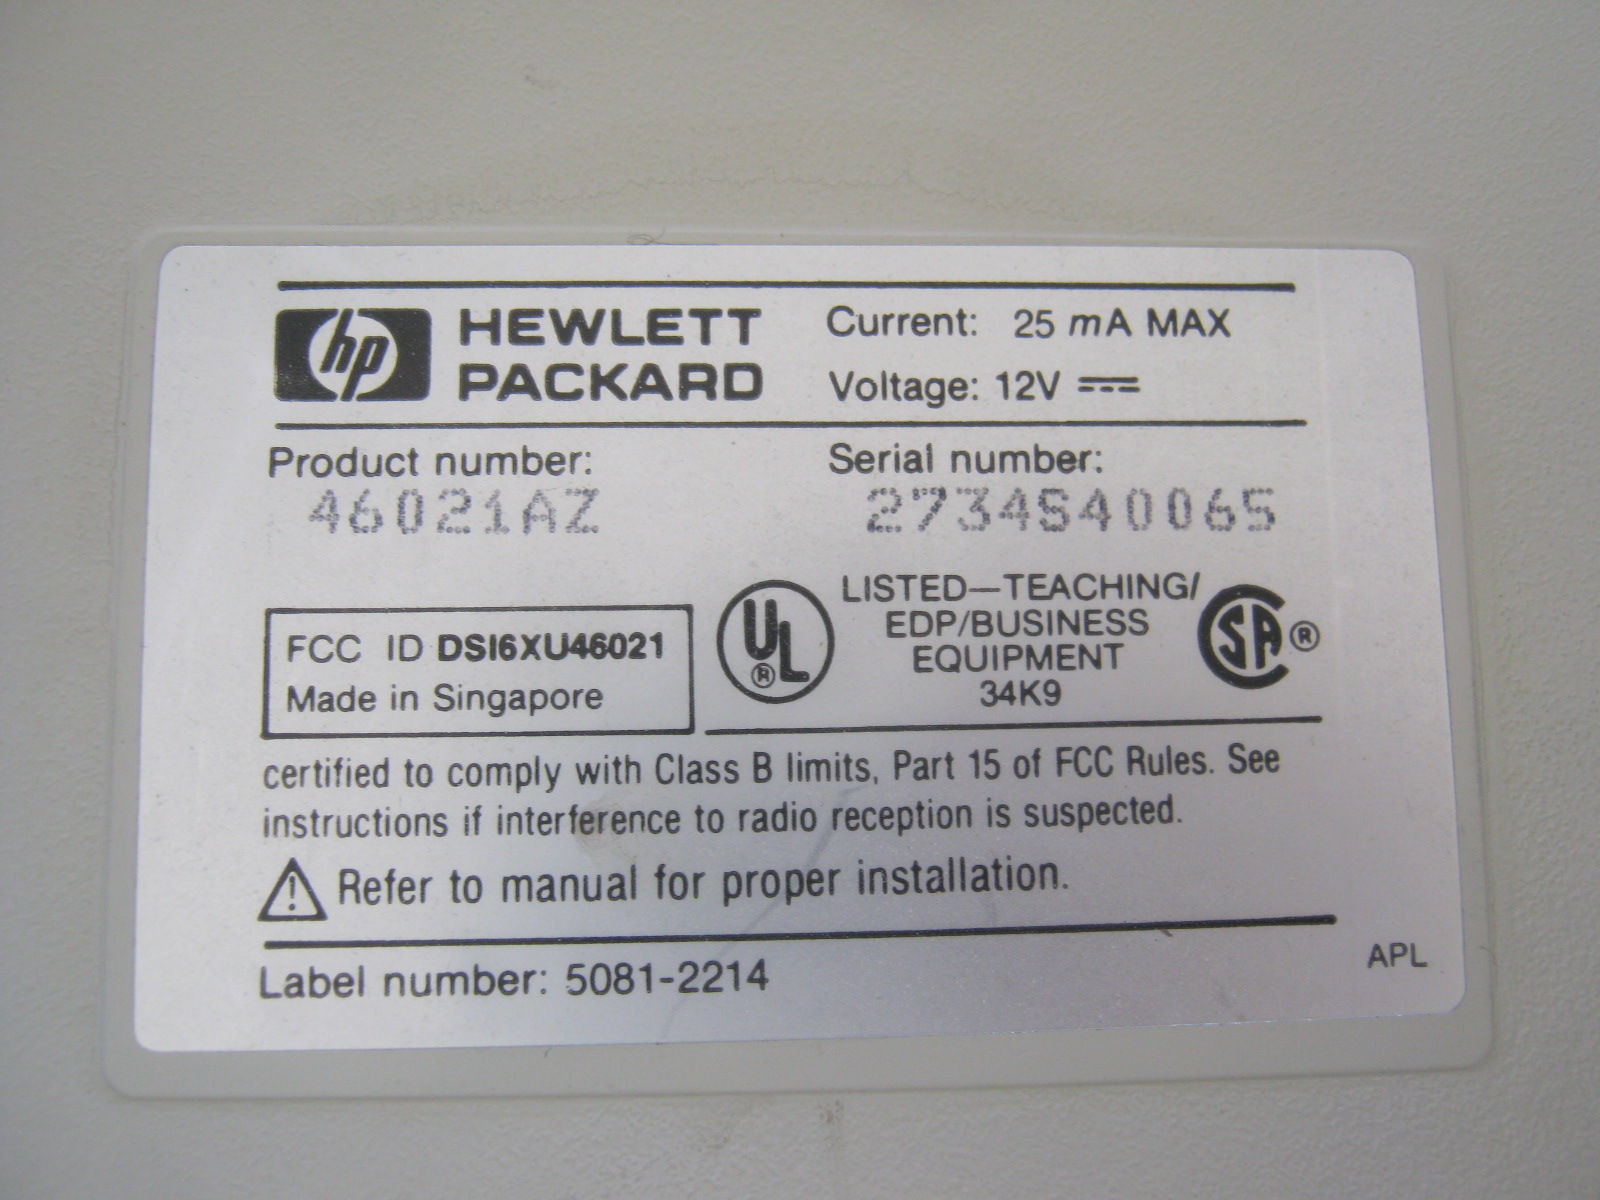 hp HEWLETT PACKARD
Current: 25 mA MAX
Voltage: 12V
Product number: 46021AZ
Serial number: 2734S40065
FCC ID DSI6XU46021
Made in Singapore
UL®
LISTED—TEACHING/
EDP/BUSINESS
EQUIPMENT
34K9
SA®
certified to comply with Class B limits, Part 15 of FCC Rules. See
instructions if interference to radio reception is suspected.
! Refer to manual for proper installation.
Label number: 5081-2214
APL